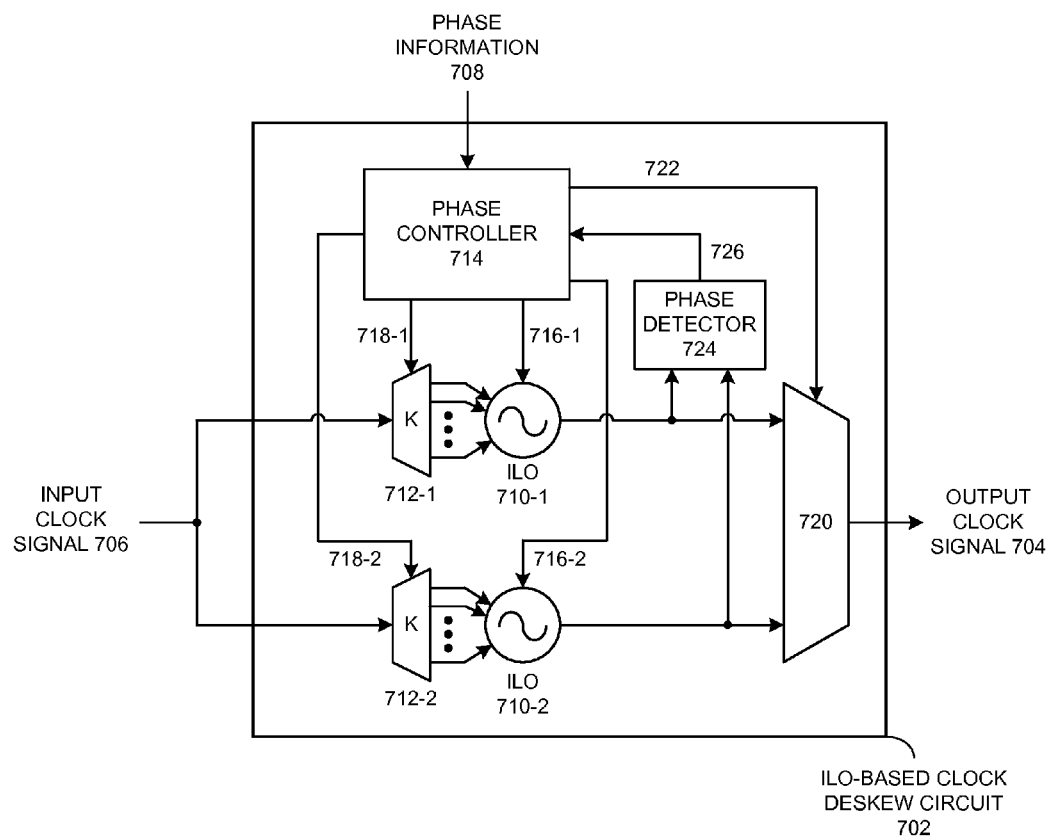 PHASE
INFORMATION
708
722
PHASE
CONTROLLER
714
726
PHASE
DETECTOR
724
718-1
716-1
K
712-1
ILO
710-1
INPUT
CLOCK
SIGNAL 706
720
OUTPUT
CLOCK
SIGNAL 704
718-2
716-2
K
712-2
ILO
710-2
ILO-BASED CLOCK
DESKEW CIRCUIT
702